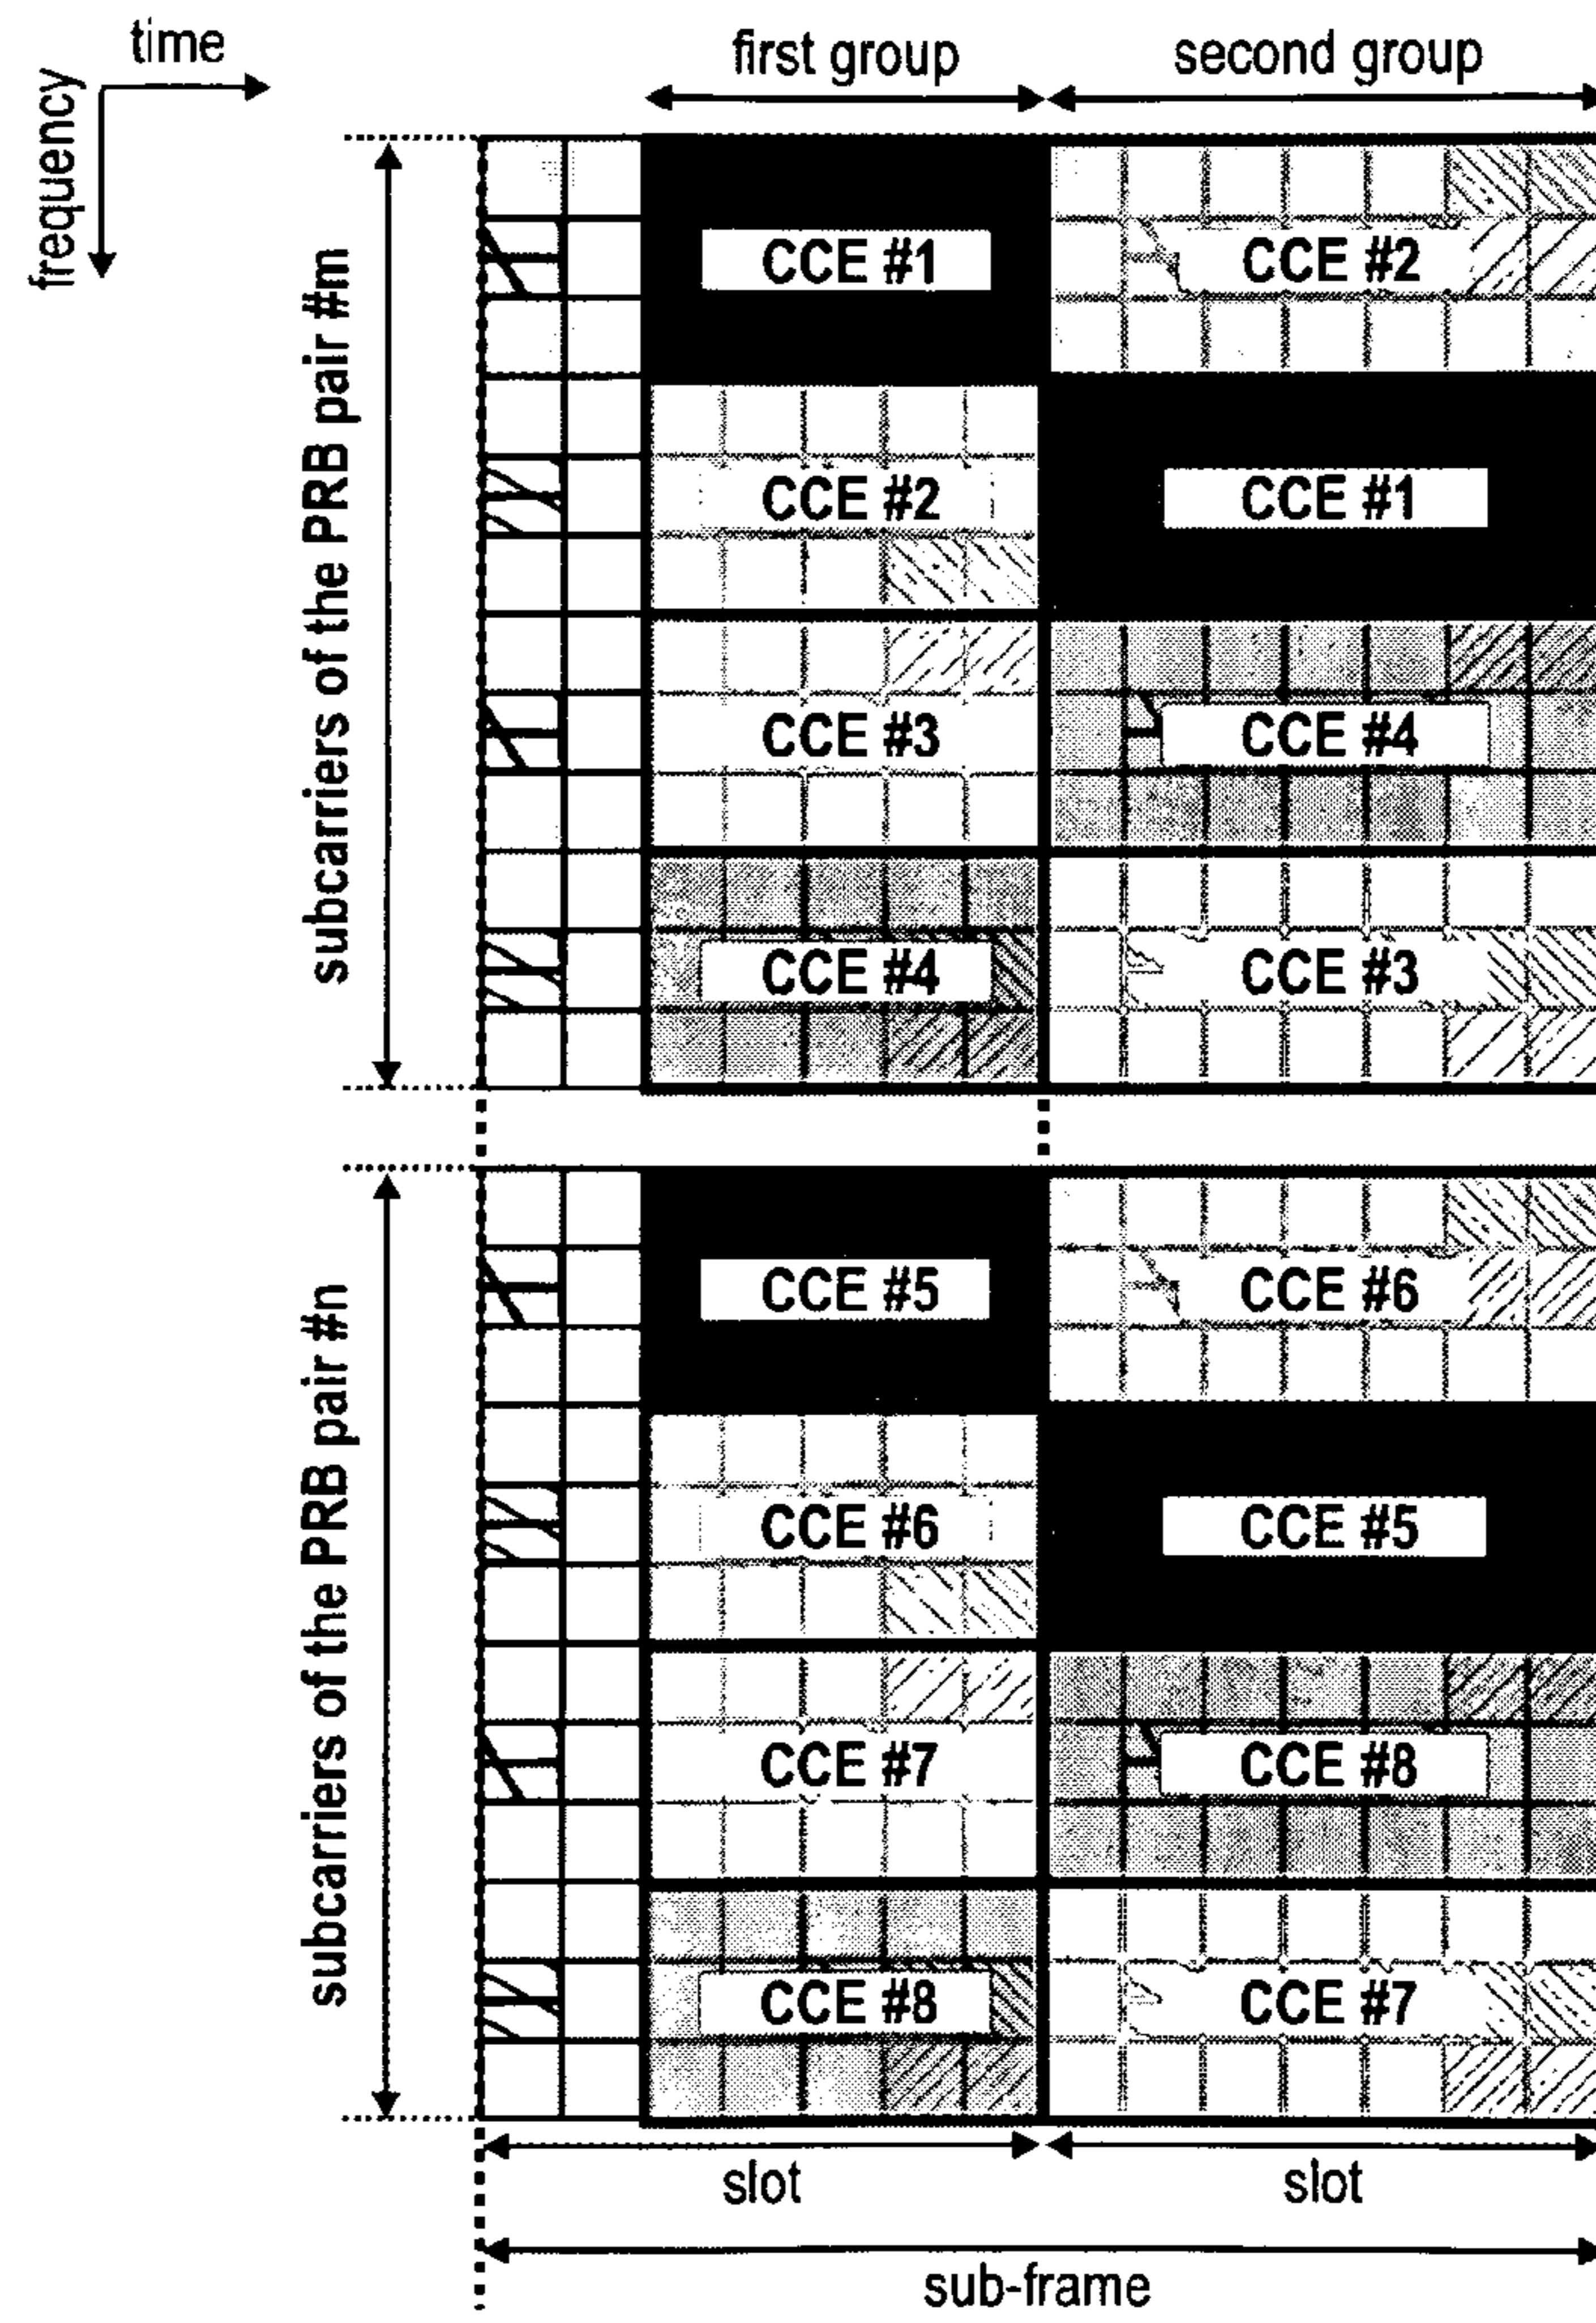 time
first group
second group
frequency
subcarriers of the PRB pair #m
CCE #1
CCE #2
CCE #2
CCE #1
CCE #3
CCE #4
CCE #4
CCE #3
subcarriers of the PRB pair #n
CCE #5
CCE #6
CCE #6
CCE #5
CCE #7
CCE #8
CCE #8
CCE #7
slot
slot
sub-frame